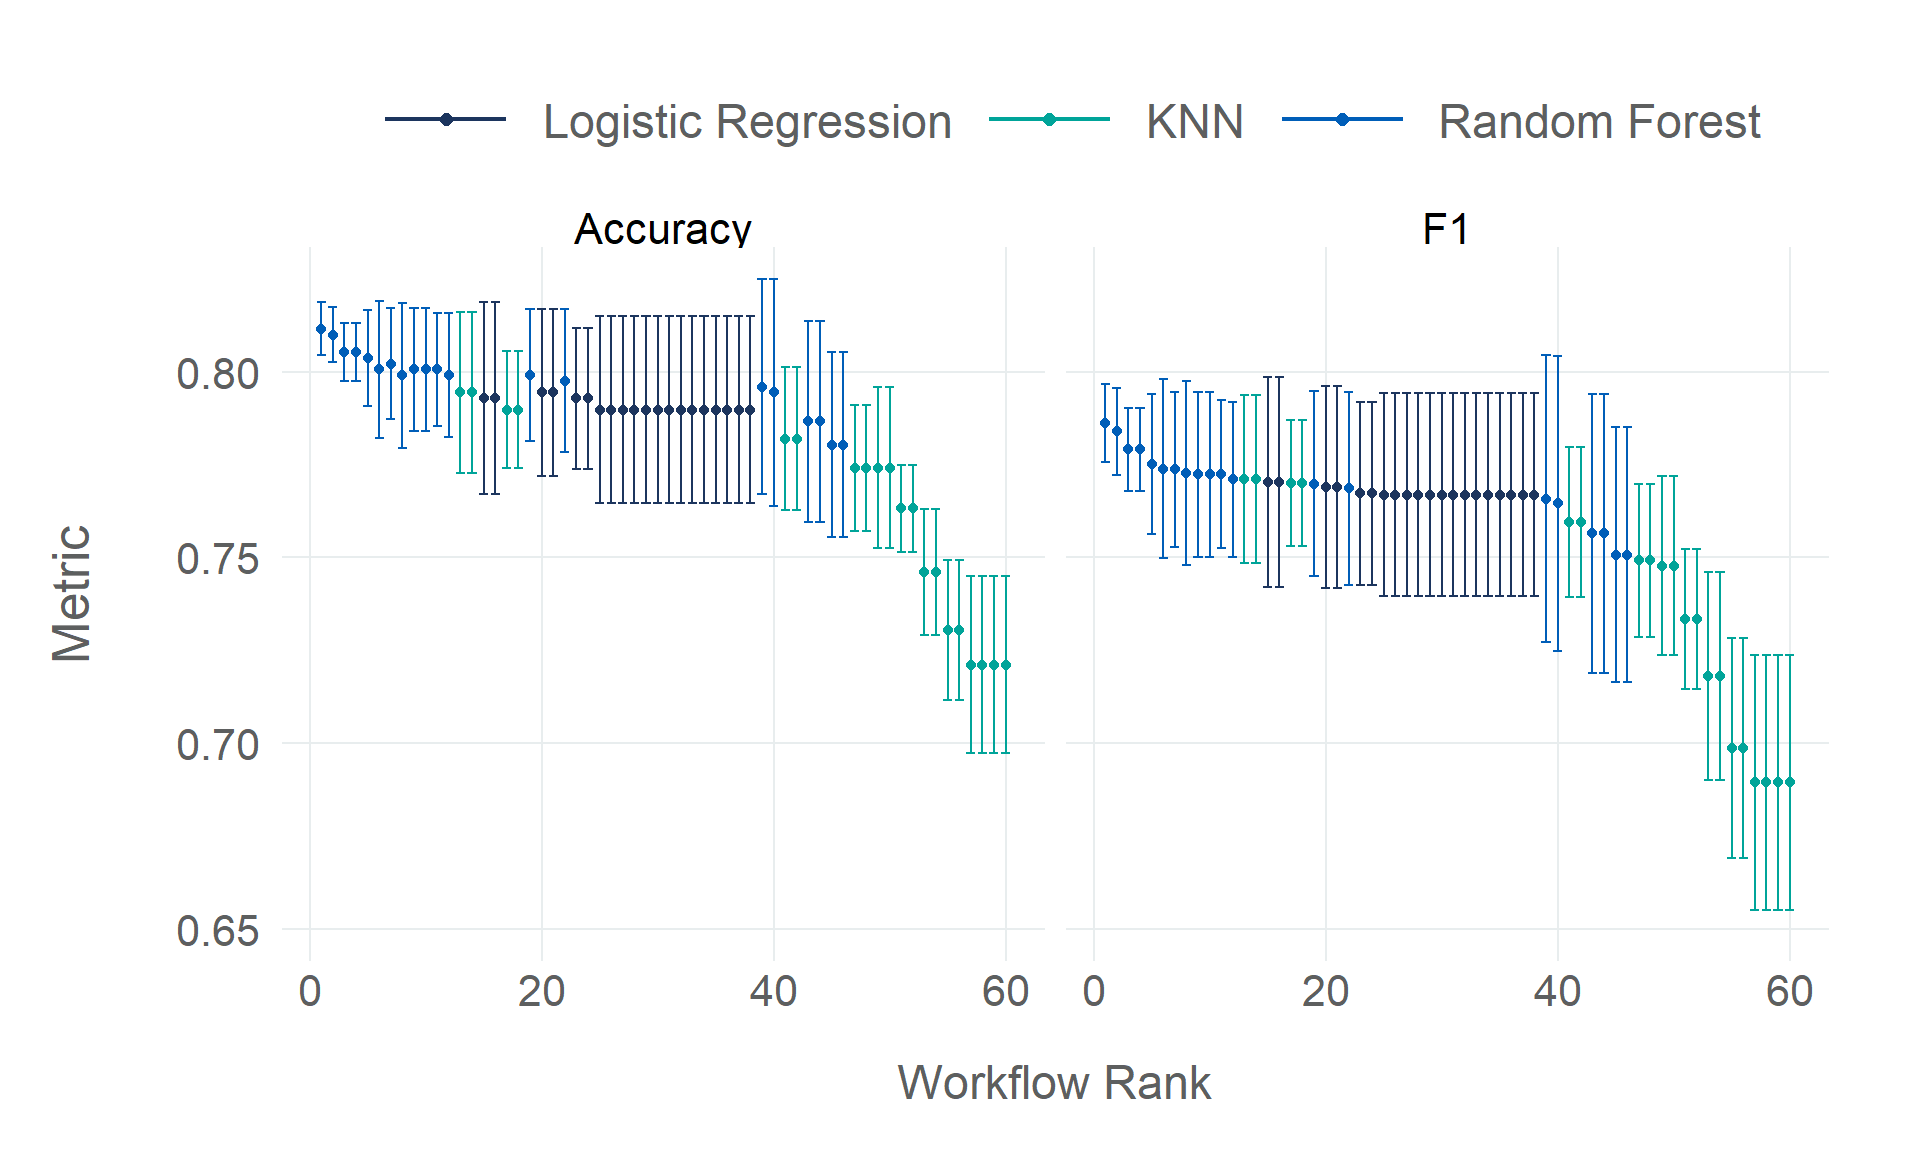 Logistic Regression KNN Random Forest
Accuracy F1
0.80
0.75
0.70
0.65
Metric
0 20 40 60 0 20 40 60
Workflow Rank